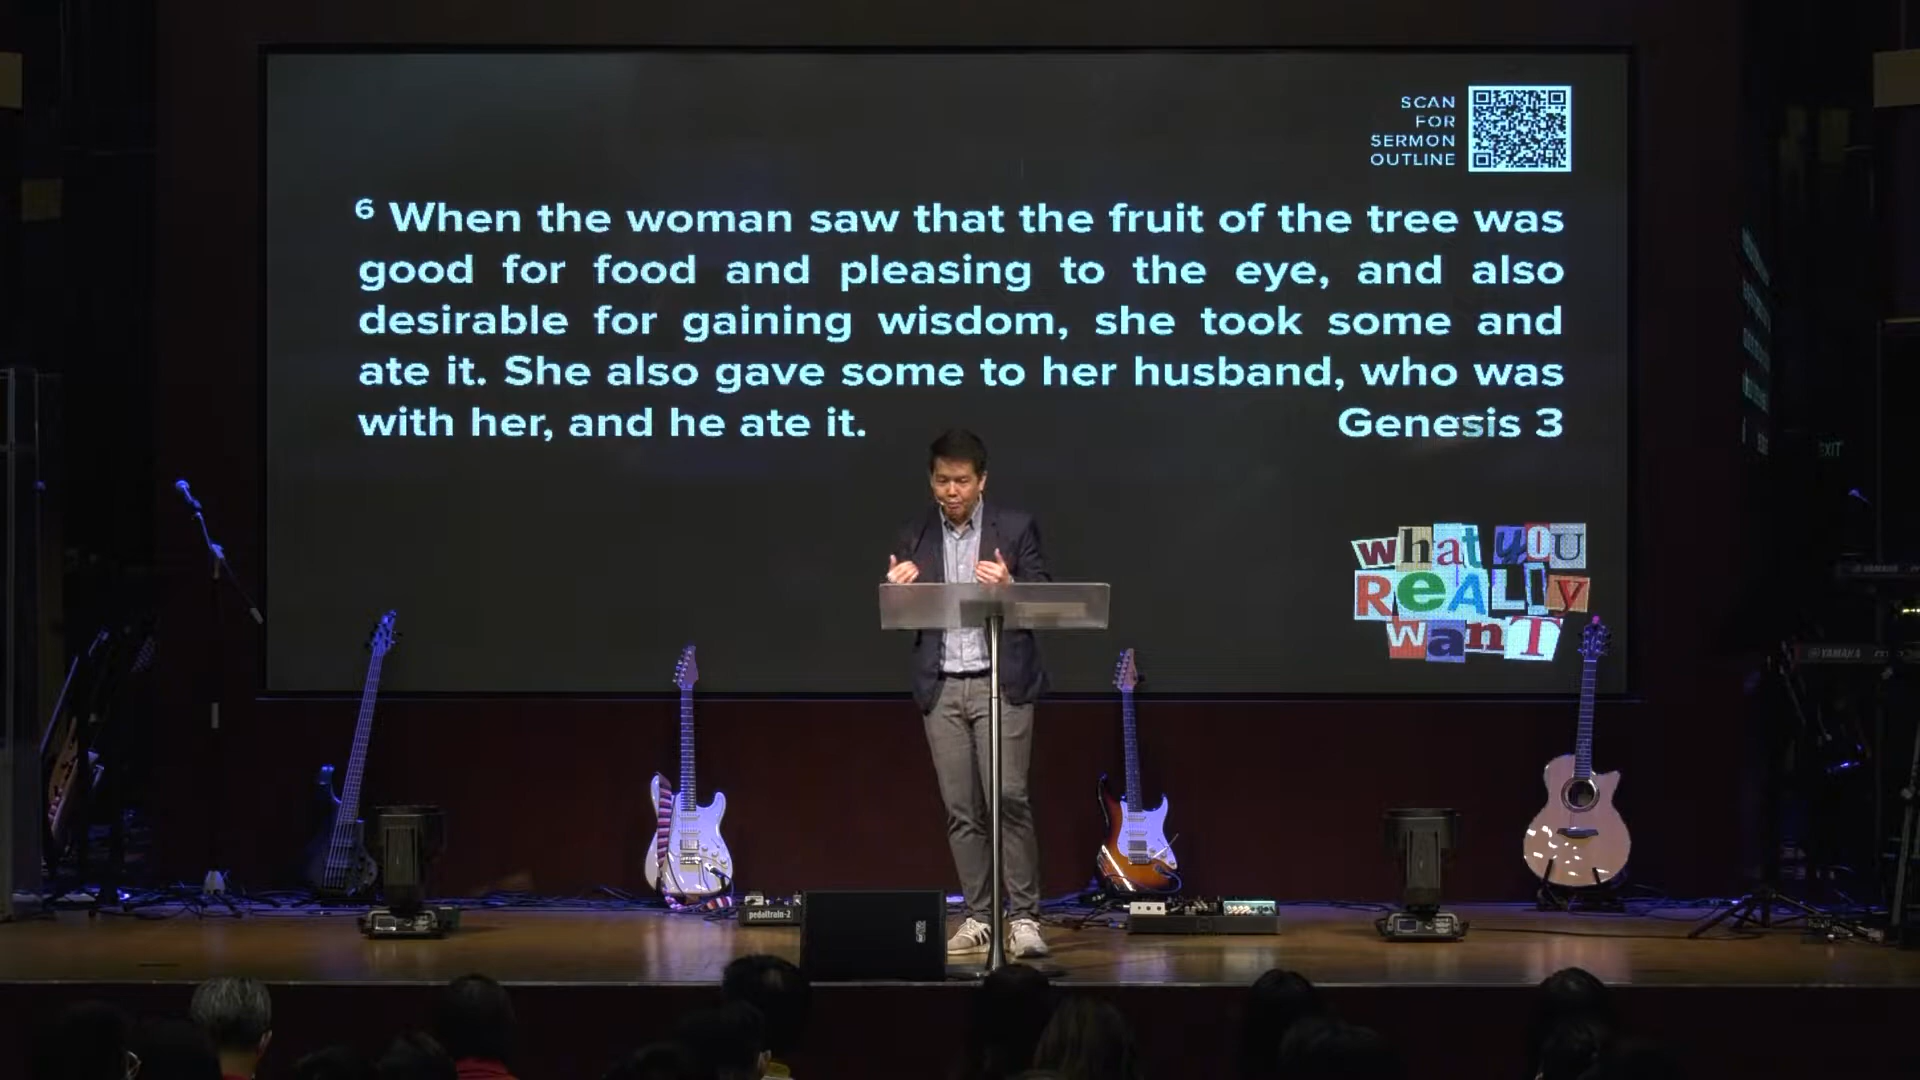 SCAN
FOR
SERMON
OUTLINE
⁶ When the woman saw that the fruit of the tree was
good for food and pleasing to the eye, and also
desirable for gaining wisdom, she took some and
ate it. She also gave some to her husband, who was
with her, and he ate it. Genesis 3
what you
REALLy
wanT
EXIT
YAMAHA
YAMAHA
pedaltrain-2